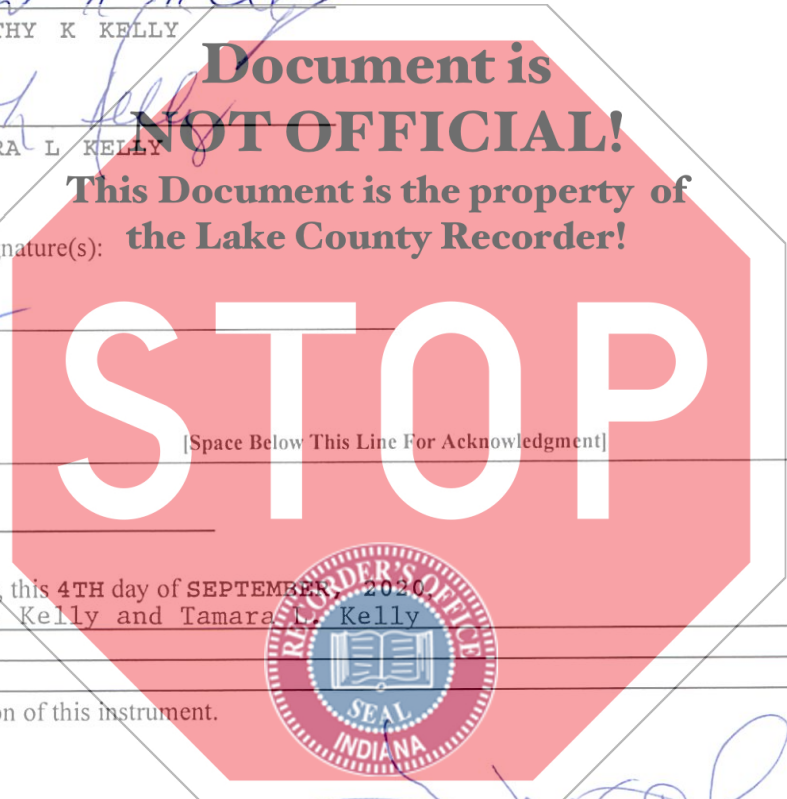 THY K KELLY
Document is
NOT OFFICIAL!
RA L KELLY
This Document is the property of
the Lake County Recorder!
nature(s):
STOP
[Space Below This Line For Acknowledgment]
, this 4TH day of SEPTEMBER, 2020,
Kelly and Tamara L. Kelly
RECORDER'S OFFICE
SEAL
INDIANA
on of this instrument.